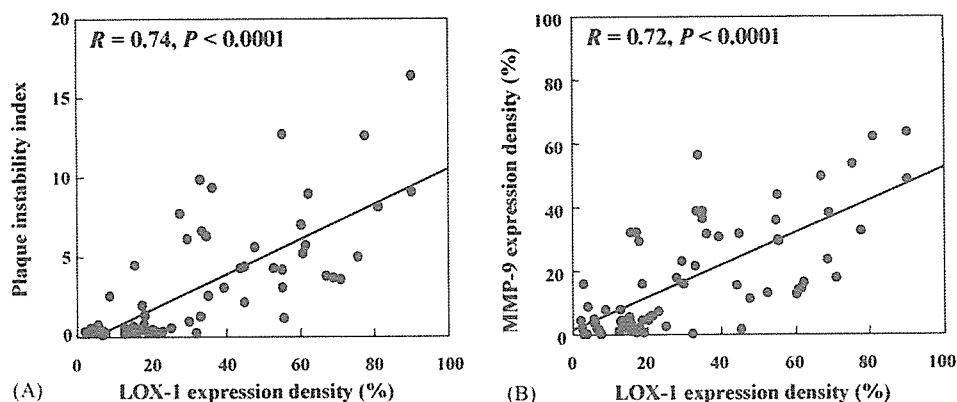 R = 0.74, P < 0.0001
Plaque instability index
20
15
10
5
0
0 20 40 60 80 100
LOX-1 expression density (%)
(A)
R = 0.72, P < 0.0001
MMP-9 expression density (%)
100
80
60
40
20
0
0 20 40 60 80 100
LOX-1 expression density (%)
(B)